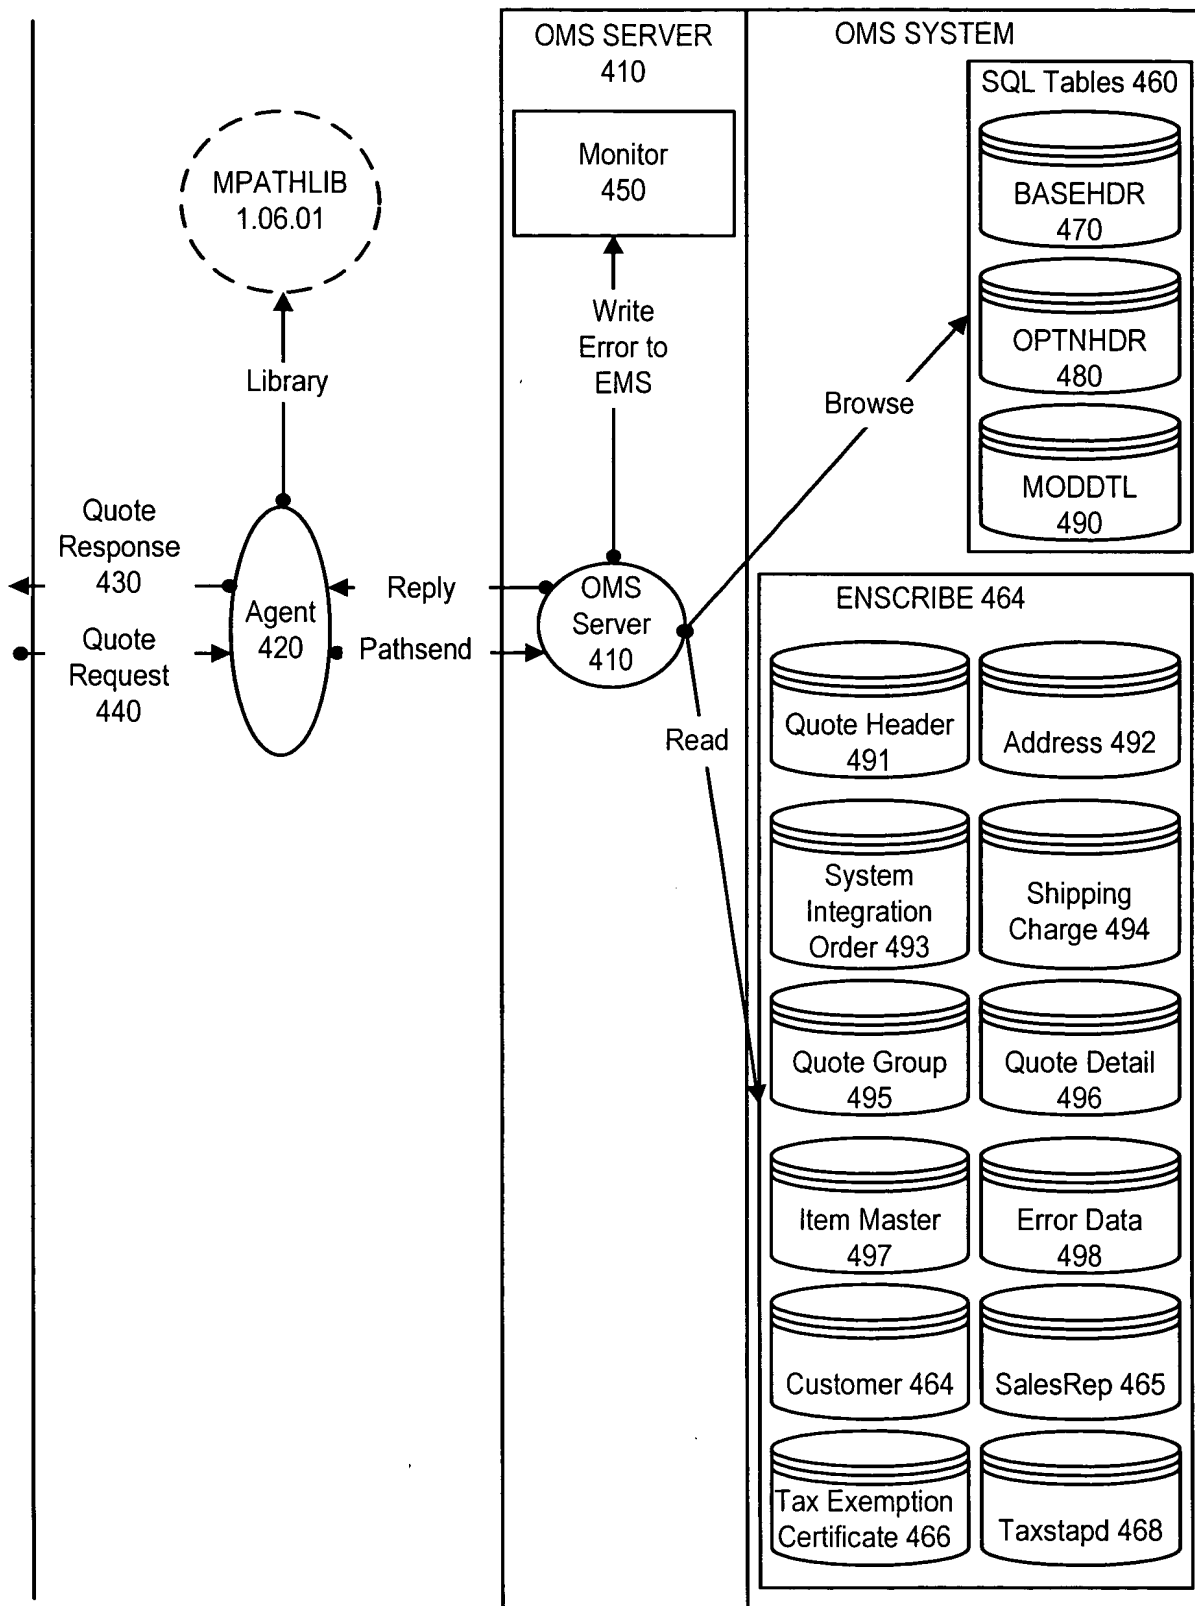 OMS SERVER
410
OMS SYSTEM
SQL Tables 460
BASEHDR
470
OPTNHDR
480
MODDTL
490
MPATHLIB
1.06.01
Monitor
450
Write
Error to
EMS
Library
Browse
Quote
Response
430
Quote
Request
440
Agent
420
Reply
Pathsend
OMS
Server
410
Read
ENSCRIBE 464
Quote Header
491
Address 492
System
Integration
Order 493
Shipping
Charge 494
Quote Group
495
Quote Detail
496
Item Master
497
Error Data
498
Customer 464
SalesRep 465
Tax Exemption
Certificate 466
Taxstapd 468